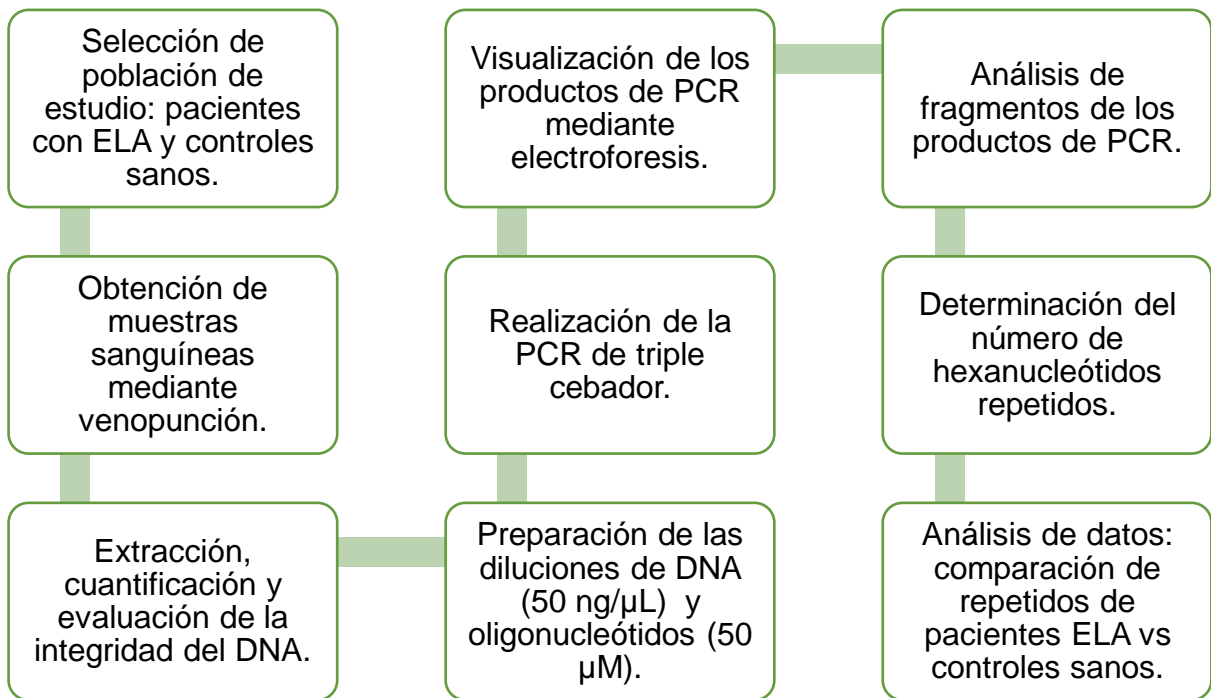 Selección de
población de
estudio: pacientes
con ELA y controles
sanos.
Obtención de
muestras
sanguíneas
mediante
venopunción.
Extracción,
cuantificación y
evaluación de la
integridad del DNA.
Preparación de las
diluciones de DNA
(50 ng/µL) y
oligonucleótidos (50
µM).
Realización de la
PCR de triple
cebador.
Visualización de los
productos de PCR
mediante
electroforesis.
Análisis de
fragmentos de los
productos de PCR.
Determinación del
número de
hexanucleótidos
repetidos.
Análisis de datos:
comparación de
repetidos de
pacientes ELA vs
controles sanos.